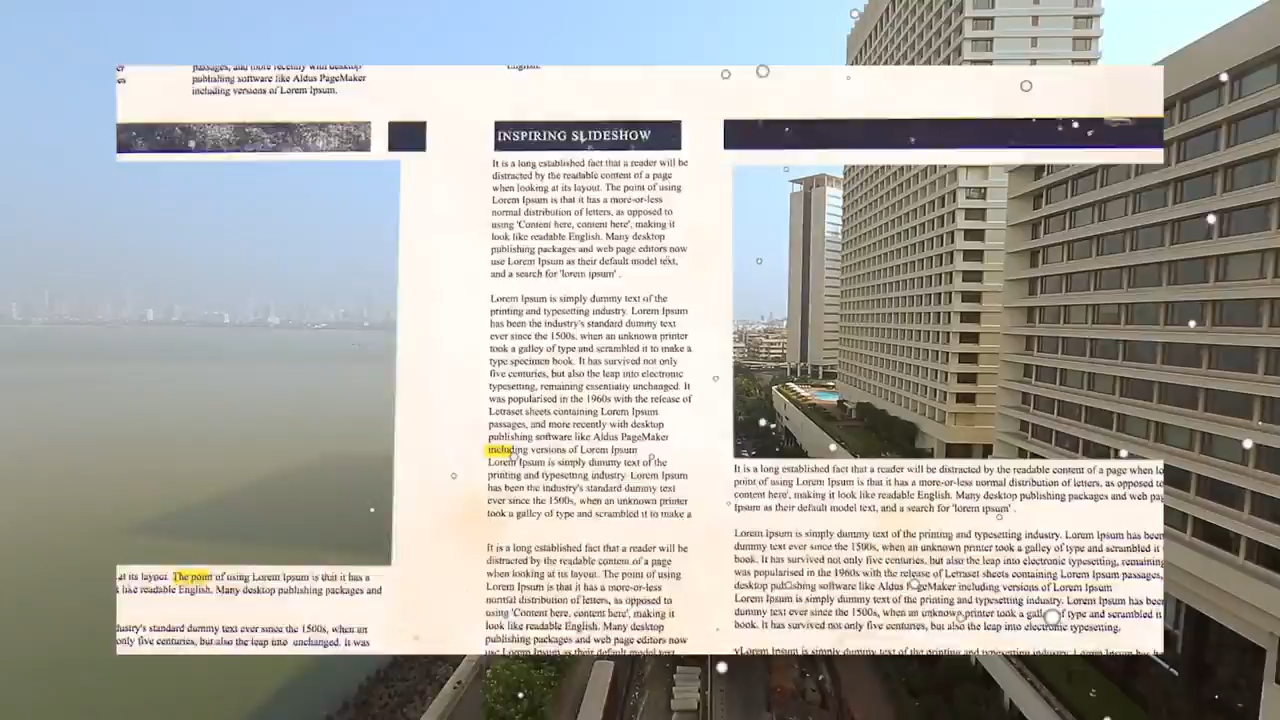 passages, and more recently with desktop
publishing software like Aldus PageMaker
including versions of Lorem Ipsum.
English.
INSPIRING SLIDESHOW
It is a long established fact that a reader will be
distracted by the readable content of a page
when looking at its layout. The point of using
Lorem Ipsum is that it has a more-or-less
normal distribution of letters, as opposed to
using 'Content here, content here', making it
look like readable English. Many desktop
publishing packages and web page editors now
use Lorem Ipsum as their default model text,
and a search for 'lorem ipsum' .
Lorem Ipsum is simply dummy text of the
printing and typesetting industry. Lorem Ipsum
has been the industry's standard dummy text
ever since the 1500s, when an unknown printer
took a galley of type and scrambled it to make a
type specimen book. It has survived not only
five centuries, but also the leap into electronic
typesetting, remaining essentially unchanged. It
was popularised in the 1960s with the release of
Letraset sheets containing Lorem Ipsum
passages, and more recently with desktop
publishing software like Aldus PageMaker
including versions of Lorem Ipsum
Lorem Ipsum is simply dummy text of the
printing and typesetting industry. Lorem Ipsum
has been the industry's standard dummy text
ever since the 1500s, when an unknown printer
took a galley of type and scrambled it to make a
It is a long established fact that a reader will be
distracted by the readable content of a page
when looking at its layout. The point of using
Lorem Ipsum is that it has a more-or-less
normal distribution of letters, as opposed to
using 'Content here, content here', making it
look like readable English. Many desktop
publishing packages and web page editors now
use Lorem Ipsum as their default model text,
at its layout. The point of using Lorem Ipsum is that it has a
like readable English. Many desktop publishing packages and
dustry's standard dummy text ever since the 1500s, when an
only five centuries, but also the leap into unchanged. It was
It is a long established fact that a reader will be distracted by the readable content of a page when lo
point of using Lorem Ipsum is that it has a more-or-less normal distribution of letters, as opposed to
content here', making it look like readable English. Many desktop publishing packages and web pag
Ipsum as their default model text, and a search for 'lorem ipsum' .
Lorem Ipsum is simply dummy text of the printing and typesetting industry. Lorem Ipsum has been
dummy text ever since the 1500s, when an unknown printer took a galley of type and scrambled it
book. It has survived not only five centuries, but also the leap into electronic typesetting, remaining
was popularised in the 1960s with the release of Letraset sheets containing Lorem Ipsum passages,
desktop publishing software like Aldus PageMaker including versions of Lorem Ipsum
Lorem Ipsum is simply dummy text of the printing and typesetting industry. Lorem Ipsum has been
dummy text ever since the 1500s, when an unknown printer took a galley of type and scrambled it
book. It has survived not only five centuries, but also the leap into electronic typesetting.
vLorem Ipsum is simply dummy text of the printing and typesetting industry. Lorem Ipsum has